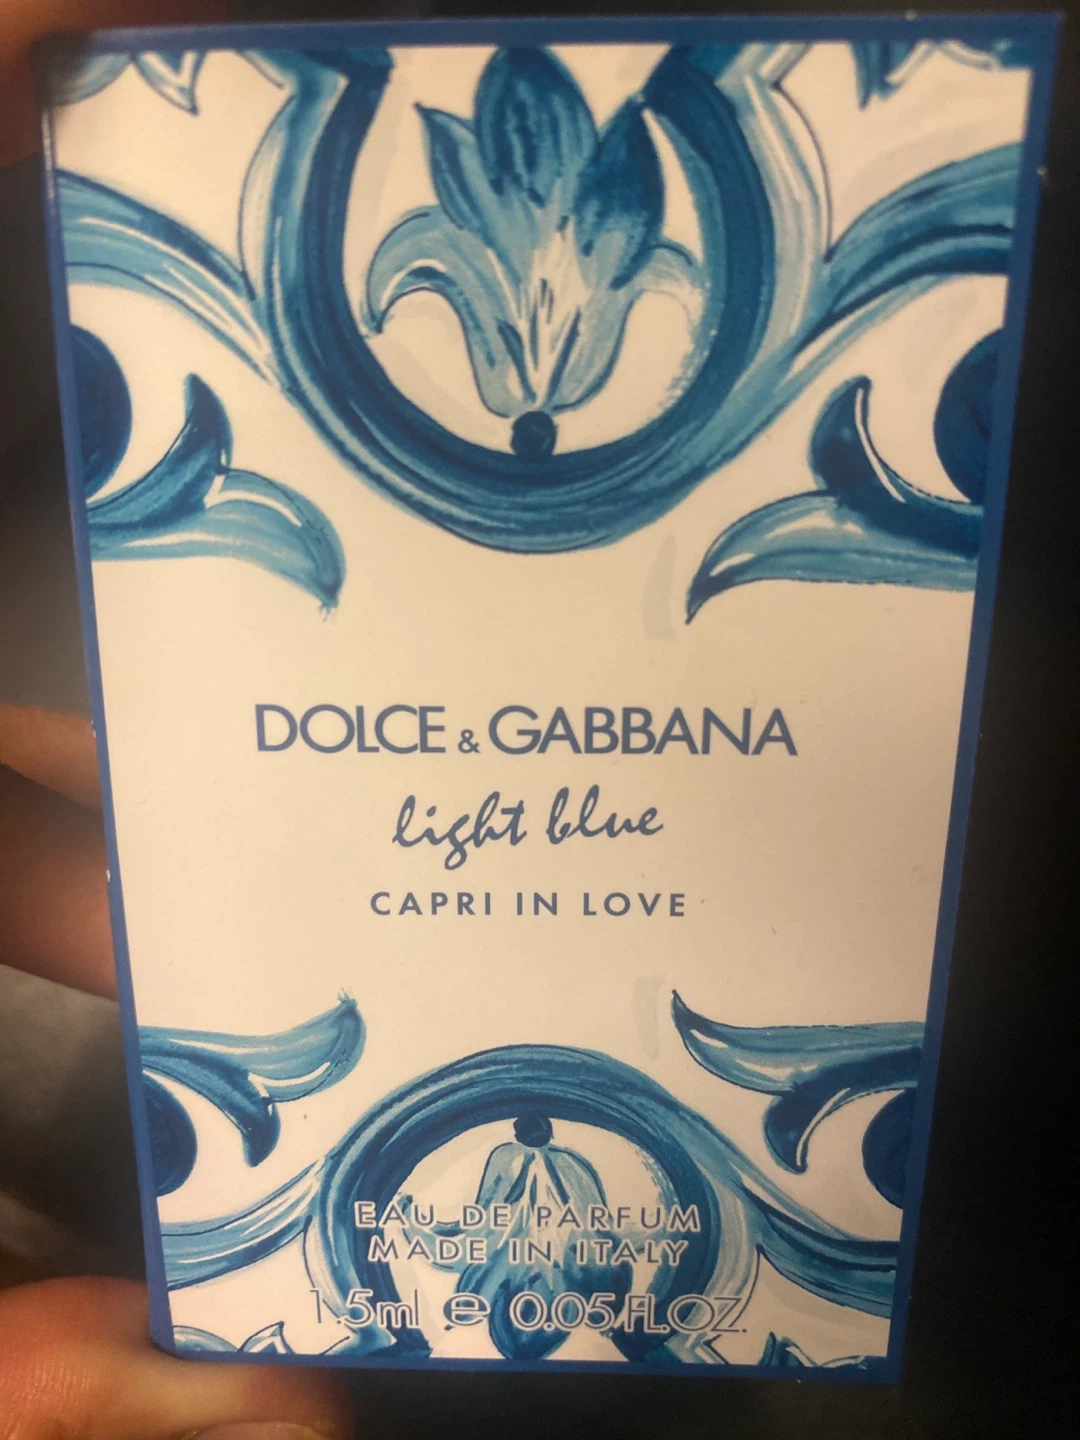 DOLCE & GABBANA
light blue
CAPRI IN LOVE
EAU DE PARFUM
MADE IN ITALY
1.5ml ℮ 0.05 FL.OZ.